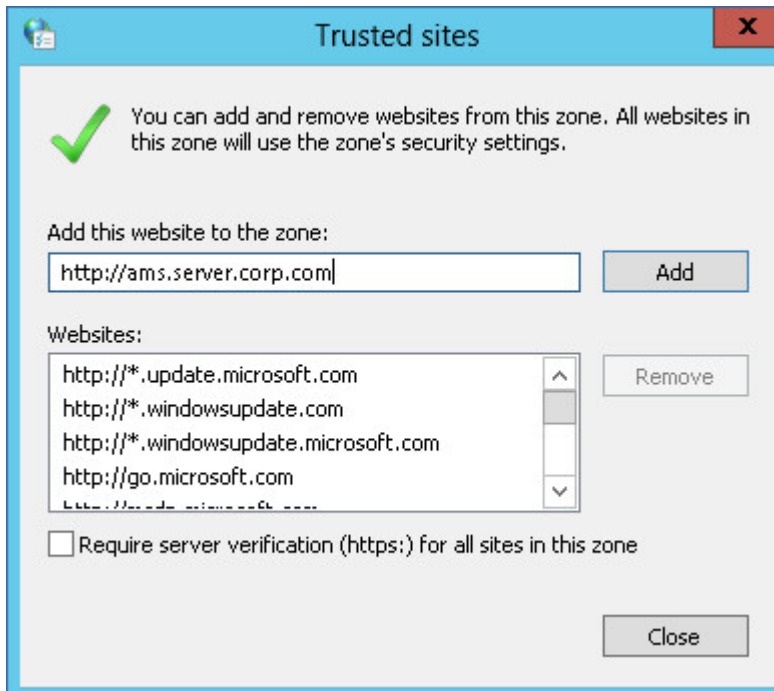 Trusted sites
You can add and remove websites from this zone. All websites in
this zone will use the zone's security settings.
Add this website to the zone:
http://ams.server.corp.com
Add
Websites:
http://*.update.microsoft.com
http://*.windowsupdate.com
http://*.windowsupdate.microsoft.com
http://go.microsoft.com
Remove
Require server verification (https:) for all sites in this zone
Close